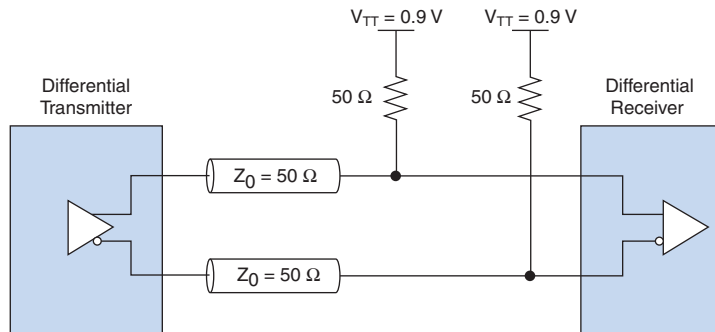 V_TT = 0.9 V
V_TT = 0.9 V
Differential
Transmitter
50 Ω
50 Ω
Differential
Receiver
Z_0 = 50 Ω
Z_0 = 50 Ω